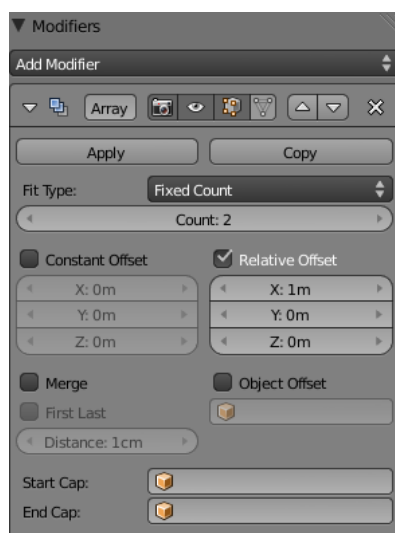 Modifiers
Add Modifier
Array
Apply Copy
Fit Type: Fixed Count
Count: 2
Constant Offset Relative Offset
X: 0m X: 1m
Y: 0m Y: 0m
Z: 0m Z: 0m
Merge Object Offset
First Last
Distance: 1cm
Start Cap:
End Cap: